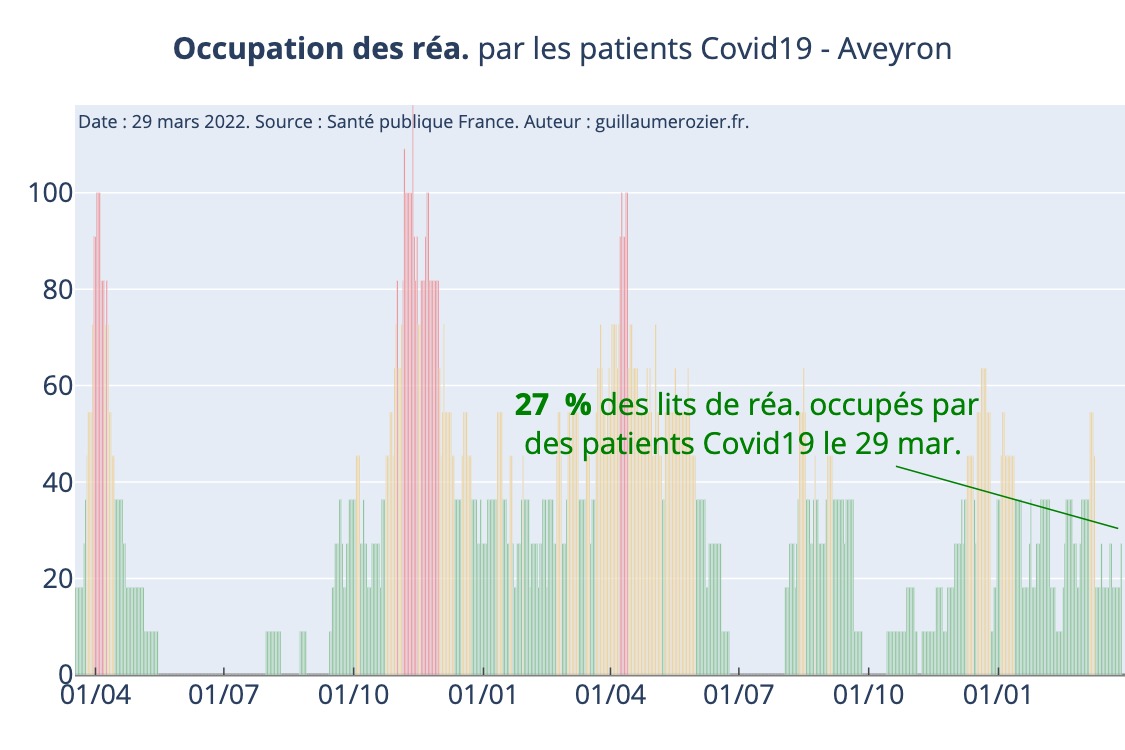 Occupation des réa. par les patients Covid19 - Aveyron
Date : 29 mars 2022. Source : Santé publique France. Auteur : guillaumerozier.fr.
100
80
60
27 % des lits de réa. occupés par
des patients Covid19 le 29 mar.
40
20
0
01/04 01/07 01/10 01/01 01/04 01/07 01/10 01/01